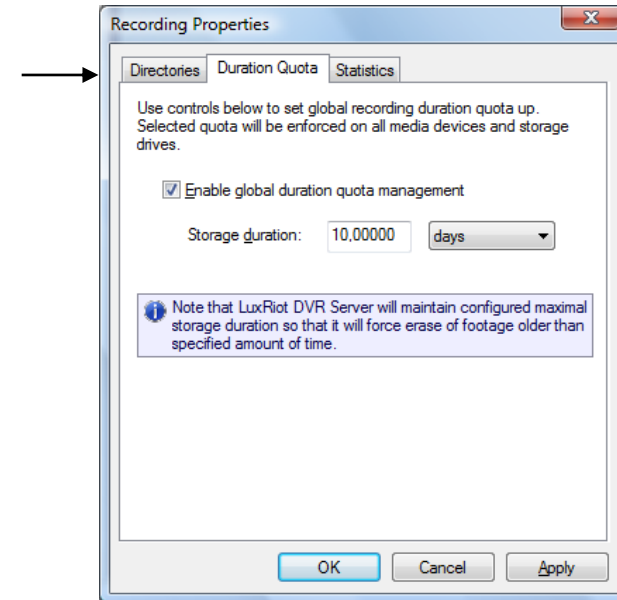 Recording Properties
Directories Duration Quota Statistics
Use controls below to set global recording duration quota up.
Selected quota will be enforced on all media devices and storage
drives.
Enable global duration quota management
Storage duration: 10,00000 days
Note that LuxRiot DVR Server will maintain configured maximal
storage duration so that it will force erase of footage older than
specified amount of time.
OK Cancel Apply